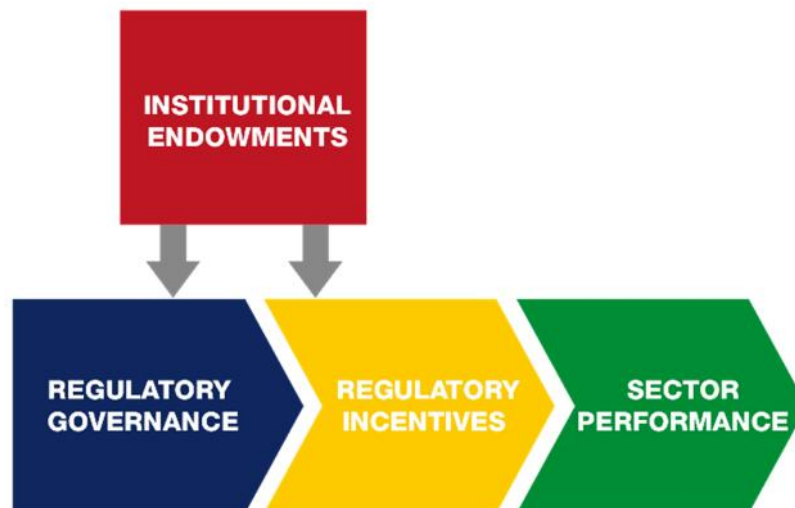 INSTITUTIONAL
ENDOWMENTS
REGULATORY
GOVERNANCE
REGULATORY
INCENTIVES
SECTOR
PERFORMANCE